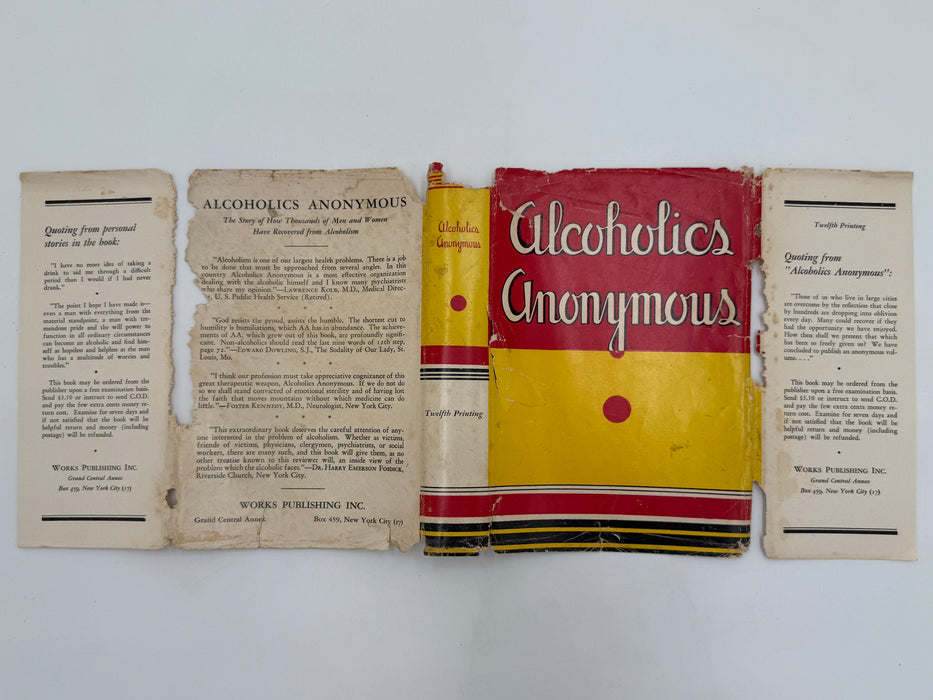 Quoting from personal
stories in the book:
"I have no more idea of taking a
drink to aid me through a difficult
period than I would if I had never
drank."
"The point I hope I have made is—
even a man with everything from the
material standpoint, a man with tre-
mendous pride and the will power to
function in all ordinary circumstances
can become an alcoholic and find him-
self as hopeless and helpless as the man
who has a multitude of worries and
troubles."
This book may be ordered from the
publisher upon a free examination basis.
Send $3.50 or instruct to send C.O.D.
and pay the few extra cents money re-
turn cost. Examine for seven days and
if not satisfied that the book will be
helpful return and money (including
postage) will be refunded.
WORKS PUBLISHING INC.
Grand Central Annex
Box 459, New York City (17)
ALCOHOLICS ANONYMOUS
The Story of How Thousands of Men and Women
Have Recovered from Alcoholism
"Alcoholism is one of our largest health problems. There is a job
to be done that must be approached from several angles. In this
country Alcoholics Anonymous is a most effective organization
dealing with the alcoholic himself and I know many psychiatrists
who share my opinion."—LAWRENCE KOLB, M.D., Medical Direc-
, U. S. Public Health Service (Retired).
"God resists the proud, assists the humble. The shortest cut to
humility is humiliations, which AA has in abundance. The achieve-
ments of AA, which grew out of this book, are profoundly signifi-
cant. Non-alcoholics should read the last nine words of 12th step,
page 72."—EDWARD DOWLING, S.J., The Sodality of Our Lady, St.
Louis, Mo.
"I think our profession must take appreciative cognizance of this
great therapeutic weapon, Alcoholics Anonymous. If we do not do
so we shall stand convicted of emotional sterility and of having lost
the faith that moves mountains without which medicine can do
little."—FOSTER KENNEDY, M.D., Neurologist, New York City.
"This extraordinary book deserves the careful attention of any-
one interested in the problem of alcoholism. Whether as victims,
friends of victims, physicians, clergymen, psychiatrists, or social
workers, there are many such, and this book will give them, as no
other treatise known to this reviewer will, an inside view of the
problem which the alcoholic faces."—DR. HARRY EMERSON FOSDICK,
Riverside Church, New York City.
WORKS PUBLISHING INC.
Grand Central Annex Box 459, New York City (17)
Alcoholics
Anonymous
Twelfth Printing
Alcoholics
Anonymous
Twelfth Printing
Quoting from
"Alcoholics Anonymous":
"Those of us who live in large cities
are overcome by the reflection that close
by hundreds are dropping into oblivion
every day. Many could recover if they
had the opportunity we have enjoyed.
How then shall we present that which
has been so freely given us? We have
concluded to publish an anonymous vol-
ume. . . ."
This book may be ordered from the
publisher upon a free examination basis.
Send $3.50 or instruct to send C.O.D.
and pay the few extra cents money re-
turn cost. Examine for seven days and
if not satisfied that the book will be
helpful return and money (including
postage) will be refunded.
WORKS PUBLISHING INC.
Grand Central Annex
Box 459, New York City (17)